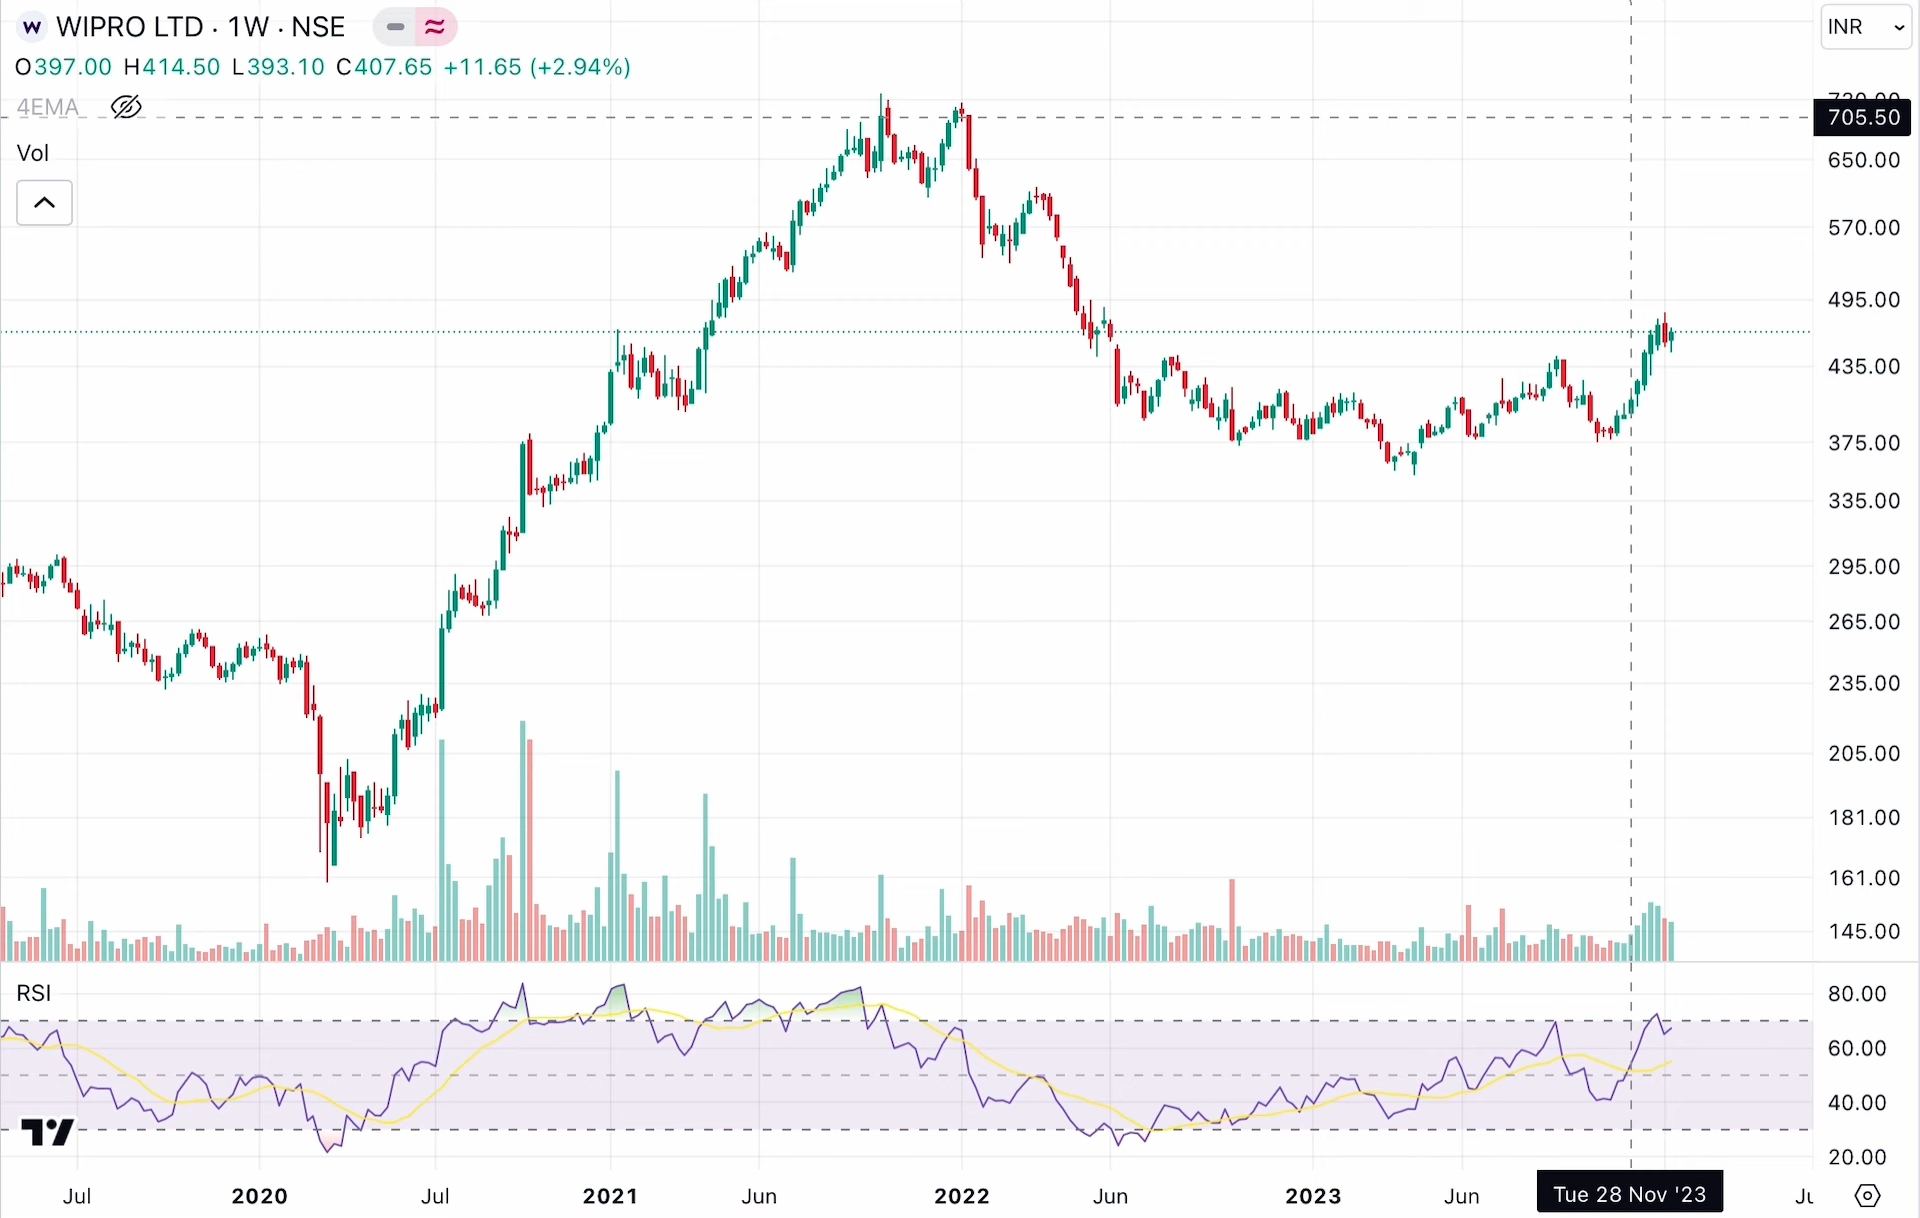 W WIPRO LTD · 1W · NSE
INR
O397.00 H414.50 L393.10 C407.65 +11.65 (+2.94%)
4EMA
720.00
705.50
Vol
650.00
570.00
495.00
435.00
375.00
335.00
295.00
265.00
235.00
205.00
181.00
161.00
145.00
RSI
80.00
60.00
40.00
20.00
Jul 2020 Jul 2021 Jun 2022 Jun 2023 Jun Tue 28 Nov '23